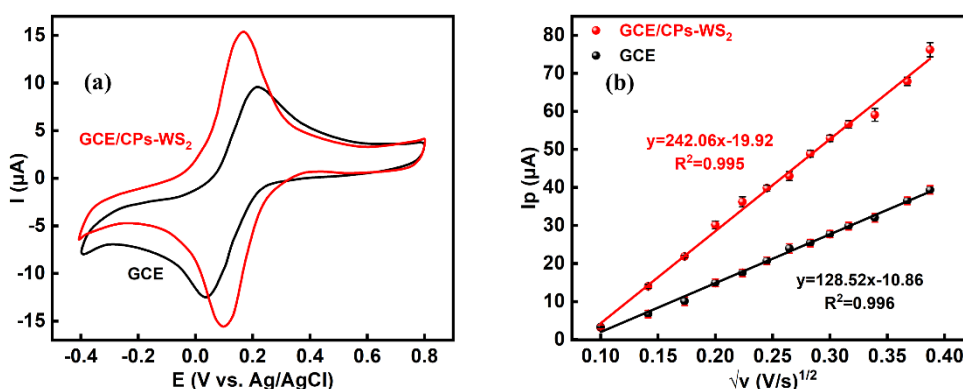 (a)
GCE/CPs-WS₂
GCE
I (μA)
15
10
5
0
-5
-10
-15
-0.4 -0.2 0.0 0.2 0.4 0.6 0.8
E (V vs. Ag/AgCl)
GCE/CPs-WS₂
GCE
(b)
y=242.06x-19.92
R²=0.995
y=128.52x-10.86
R²=0.996
Ip (μA)
80
70
60
50
40
30
20
10
0
0.10 0.15 0.20 0.25 0.30 0.35 0.40
√v (V/s)¹/²